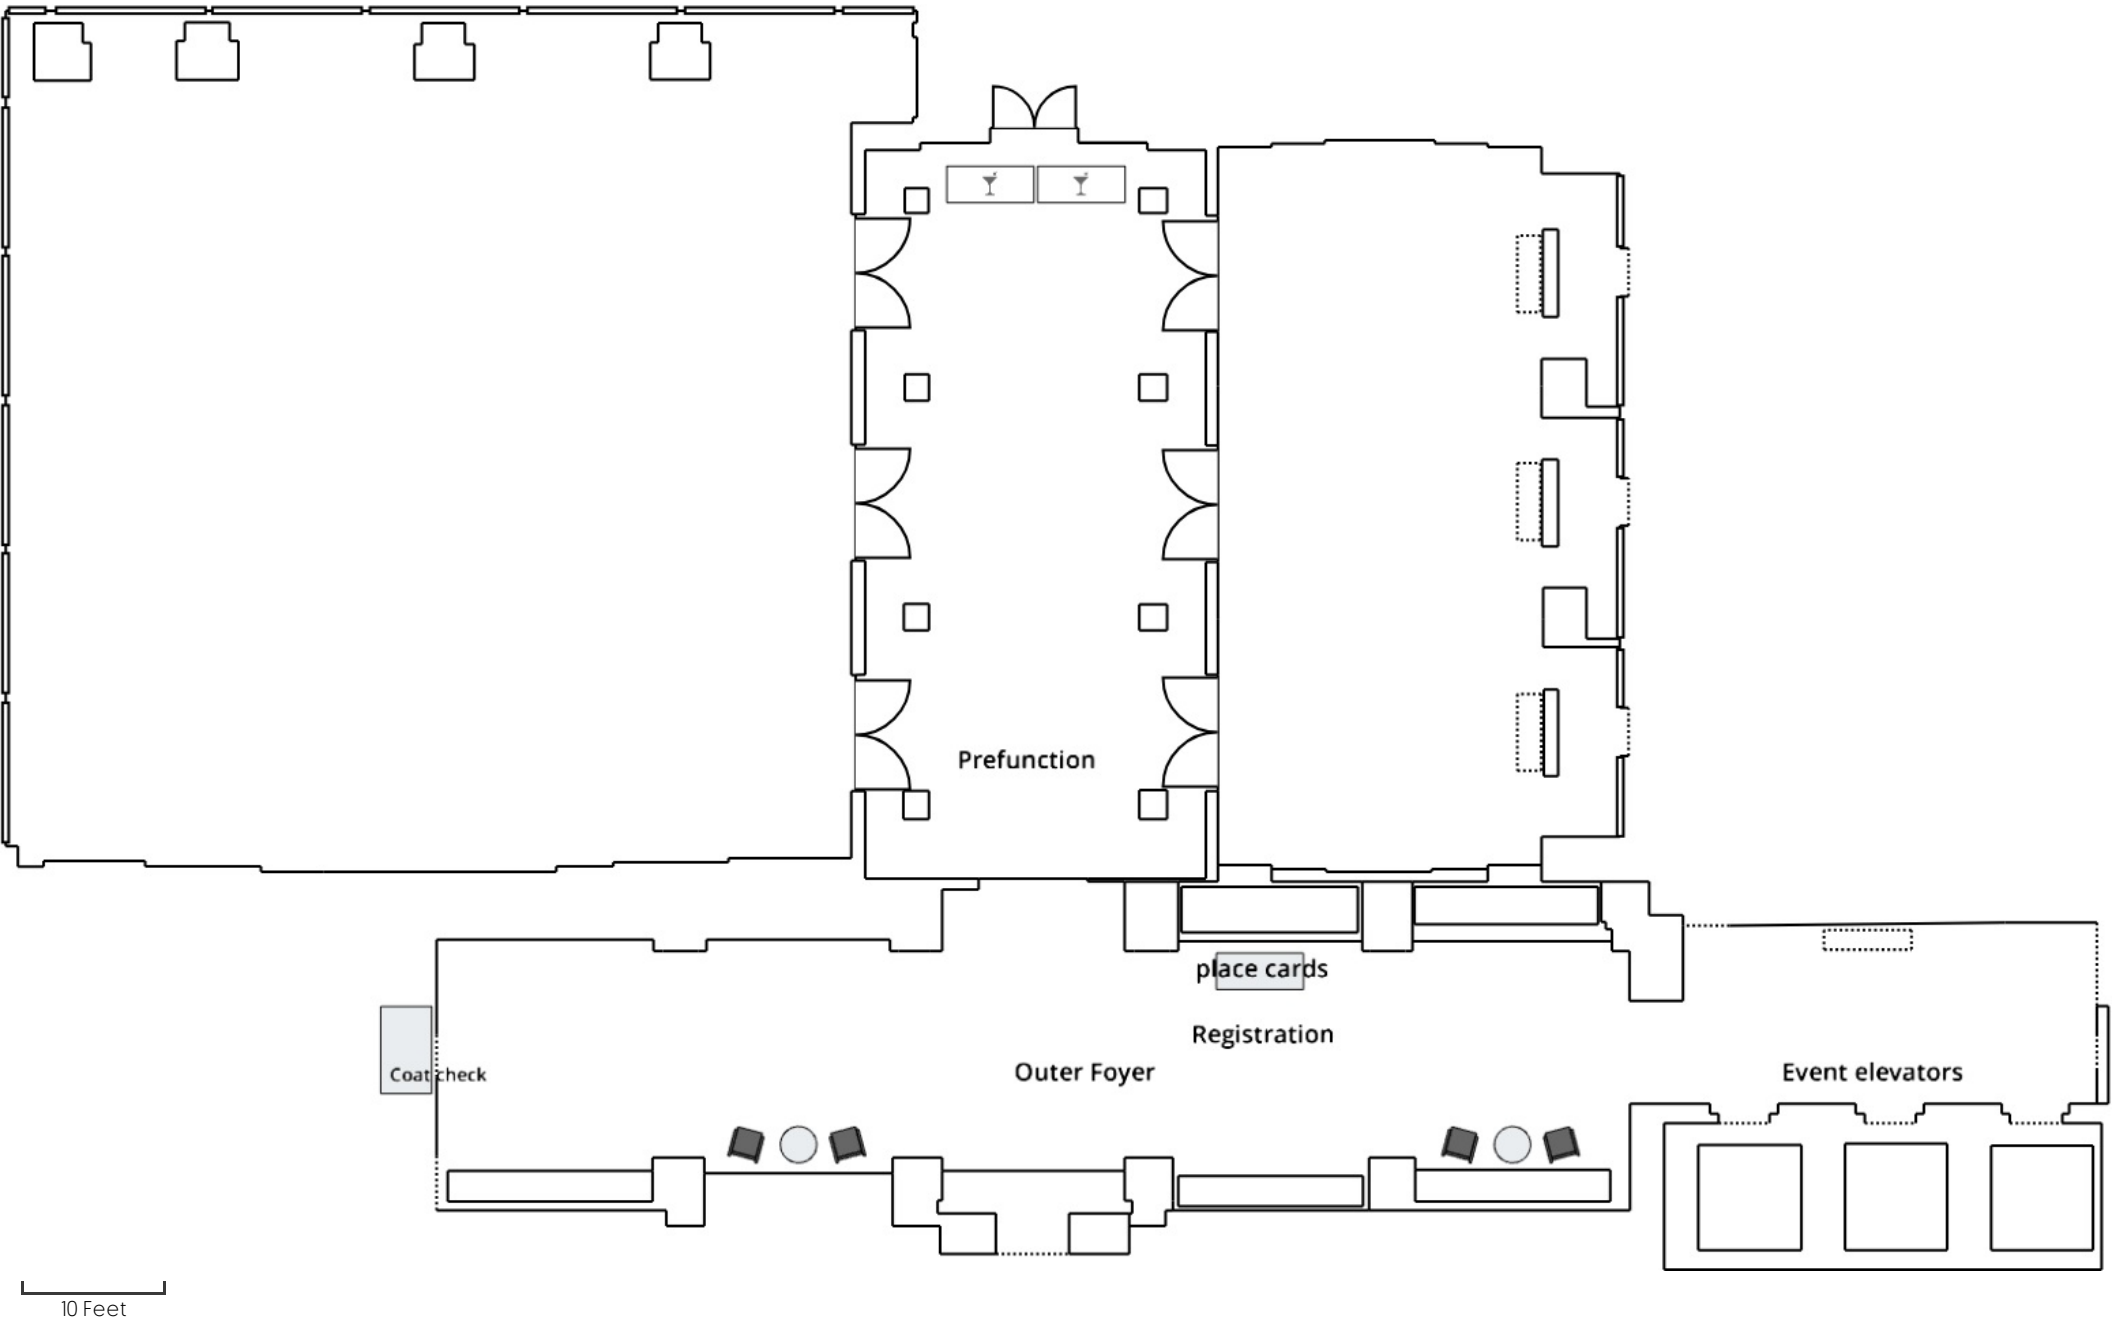 Prefunction
place cards
Registration
Outer Foyer
Event elevators
Coat check
10 Feet